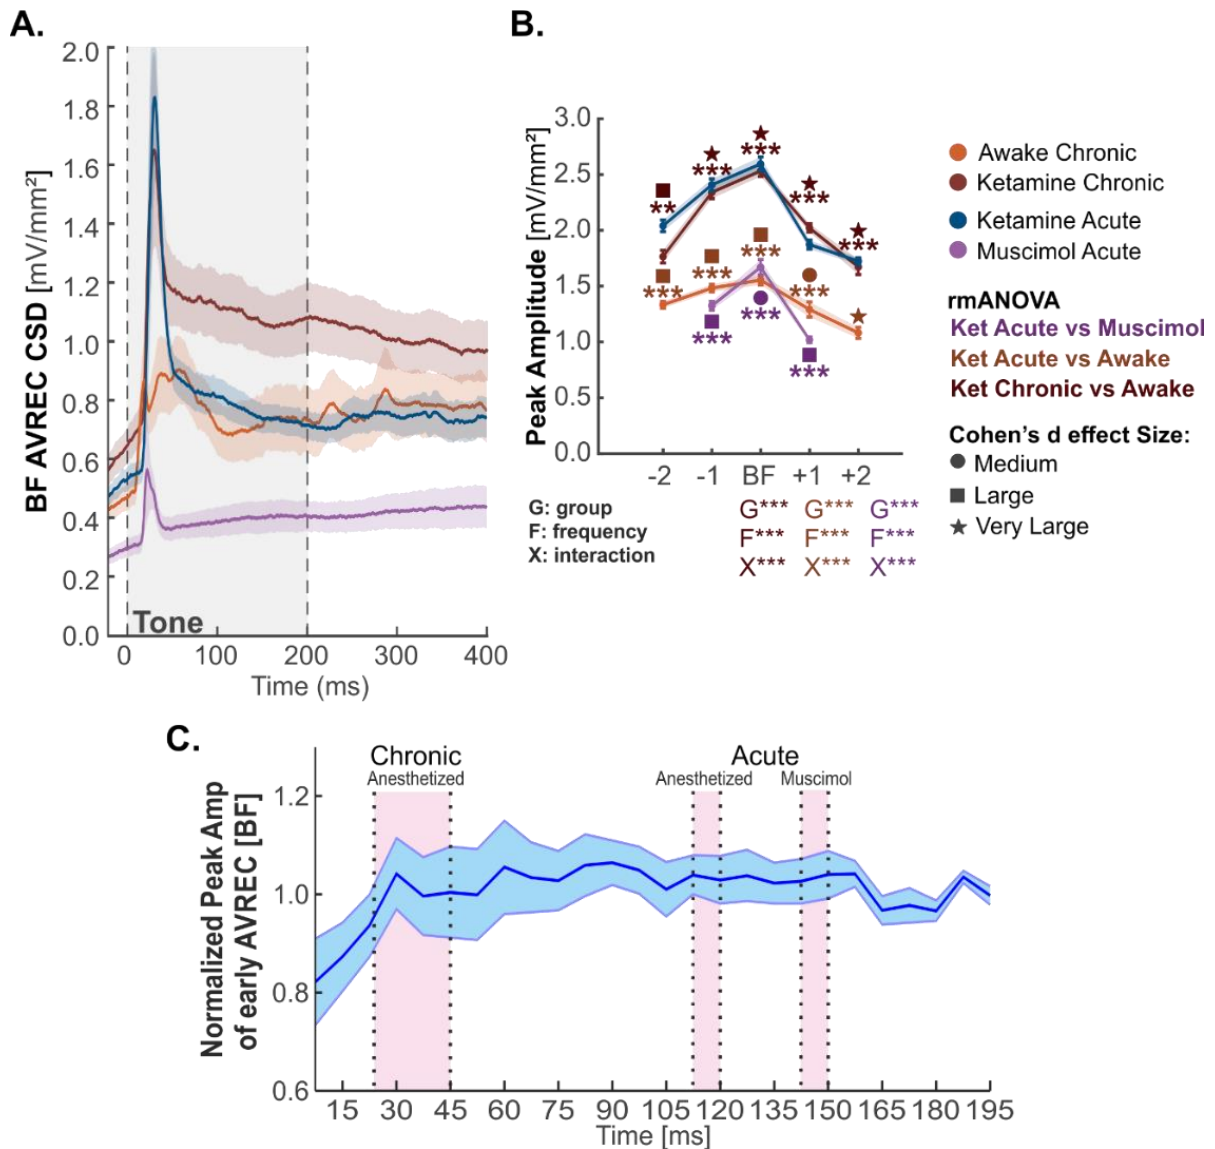 A.
BF AVREC CSD [mV/mm²]
2.0
1.8
1.6
1.4
1.2
1.0
0.8
0.6
0.4
0.2
0.0
Tone
0 100 200 300 400
Time (ms)
B.
Peak Amplitude [mV/mm²]
3.0
2.5
2.0
1.5
1.0
0.5
0.0
** *** *** *** ***
*** *** *** ***
*** *** ***
-2 -1 BF +1 +2
G: group
F: frequency
X: interaction
G*** G*** G***
F*** F*** F***
X*** X*** X***
Awake Chronic
Ketamine Chronic
Ketamine Acute
Muscimol Acute
rmANOVA
Ket Acute vs Muscimol
Ket Acute vs Awake
Ket Chronic vs Awake
Cohen's d effect Size:
Medium
Large
Very Large
C.
Normalized Peak Amp
of early AVREC [BF]
1.2
1.0
0.8
0.6
Chronic
Anesthetized
Acute
Anesthetized Muscimol
15 30 45 60 75 90 105 120 135 150 165 180 195
Time [ms]